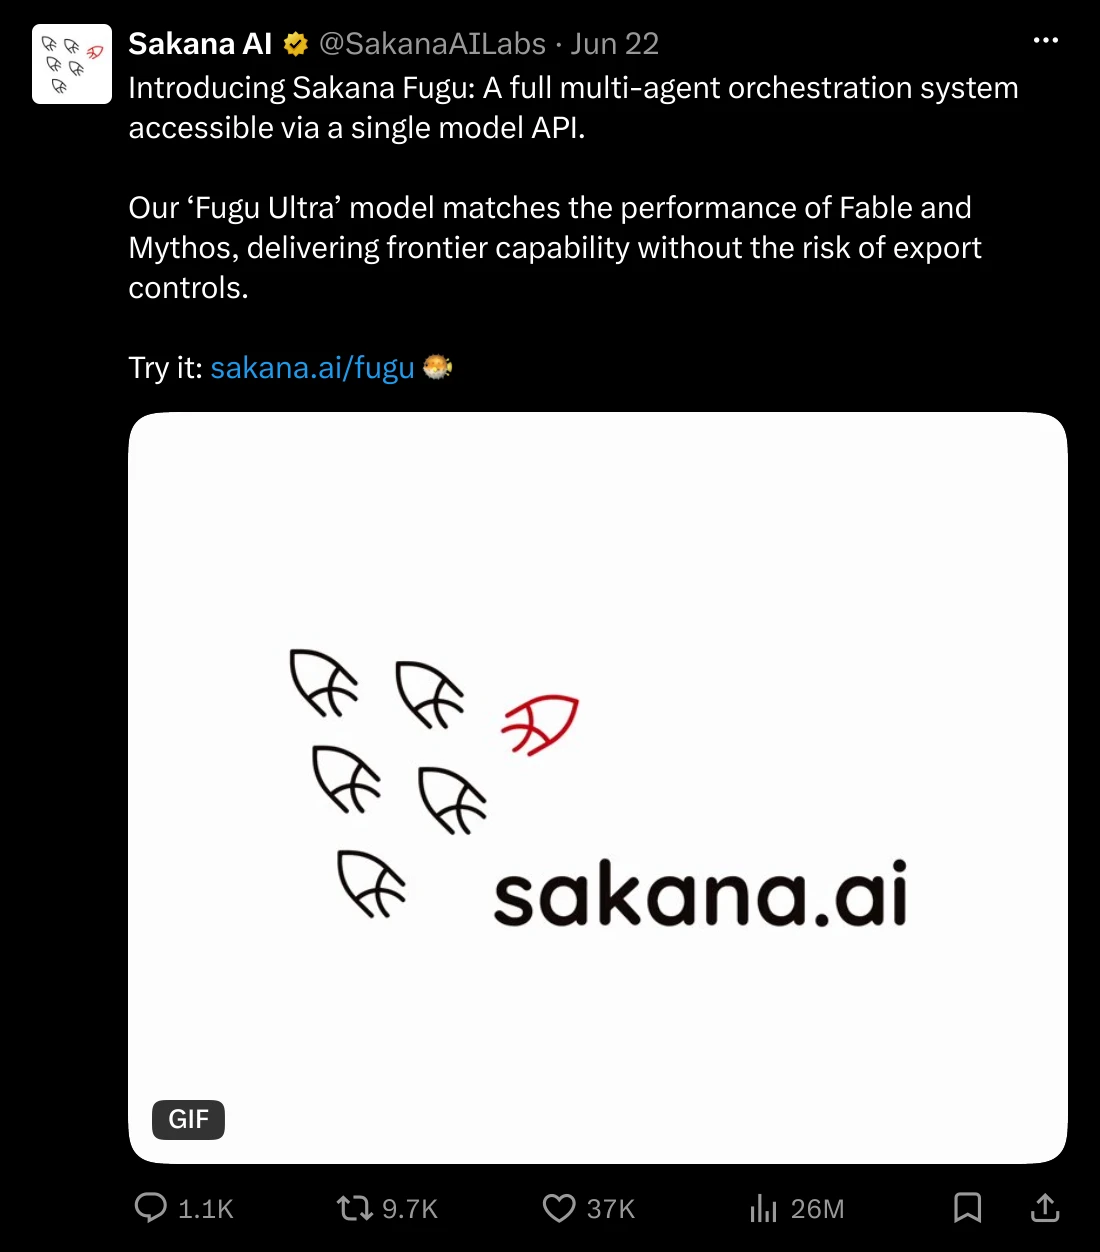 Sakana AI @SakanaAILabs · Jun 22
Introducing Sakana Fugu: A full multi-agent orchestration system
accessible via a single model API.
Our ‘Fugu Ultra’ model matches the performance of Fable and
Mythos, delivering frontier capability without the risk of export
controls.
Try it: sakana.ai/fugu 🐡
sakana.ai
GIF
1.1K 9.7K 37K 26M